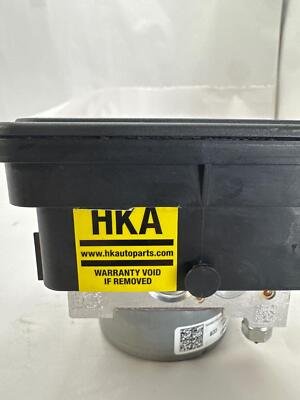 HKA
www.hkautoparts.com
WARRANTY VOID
IF REMOVED